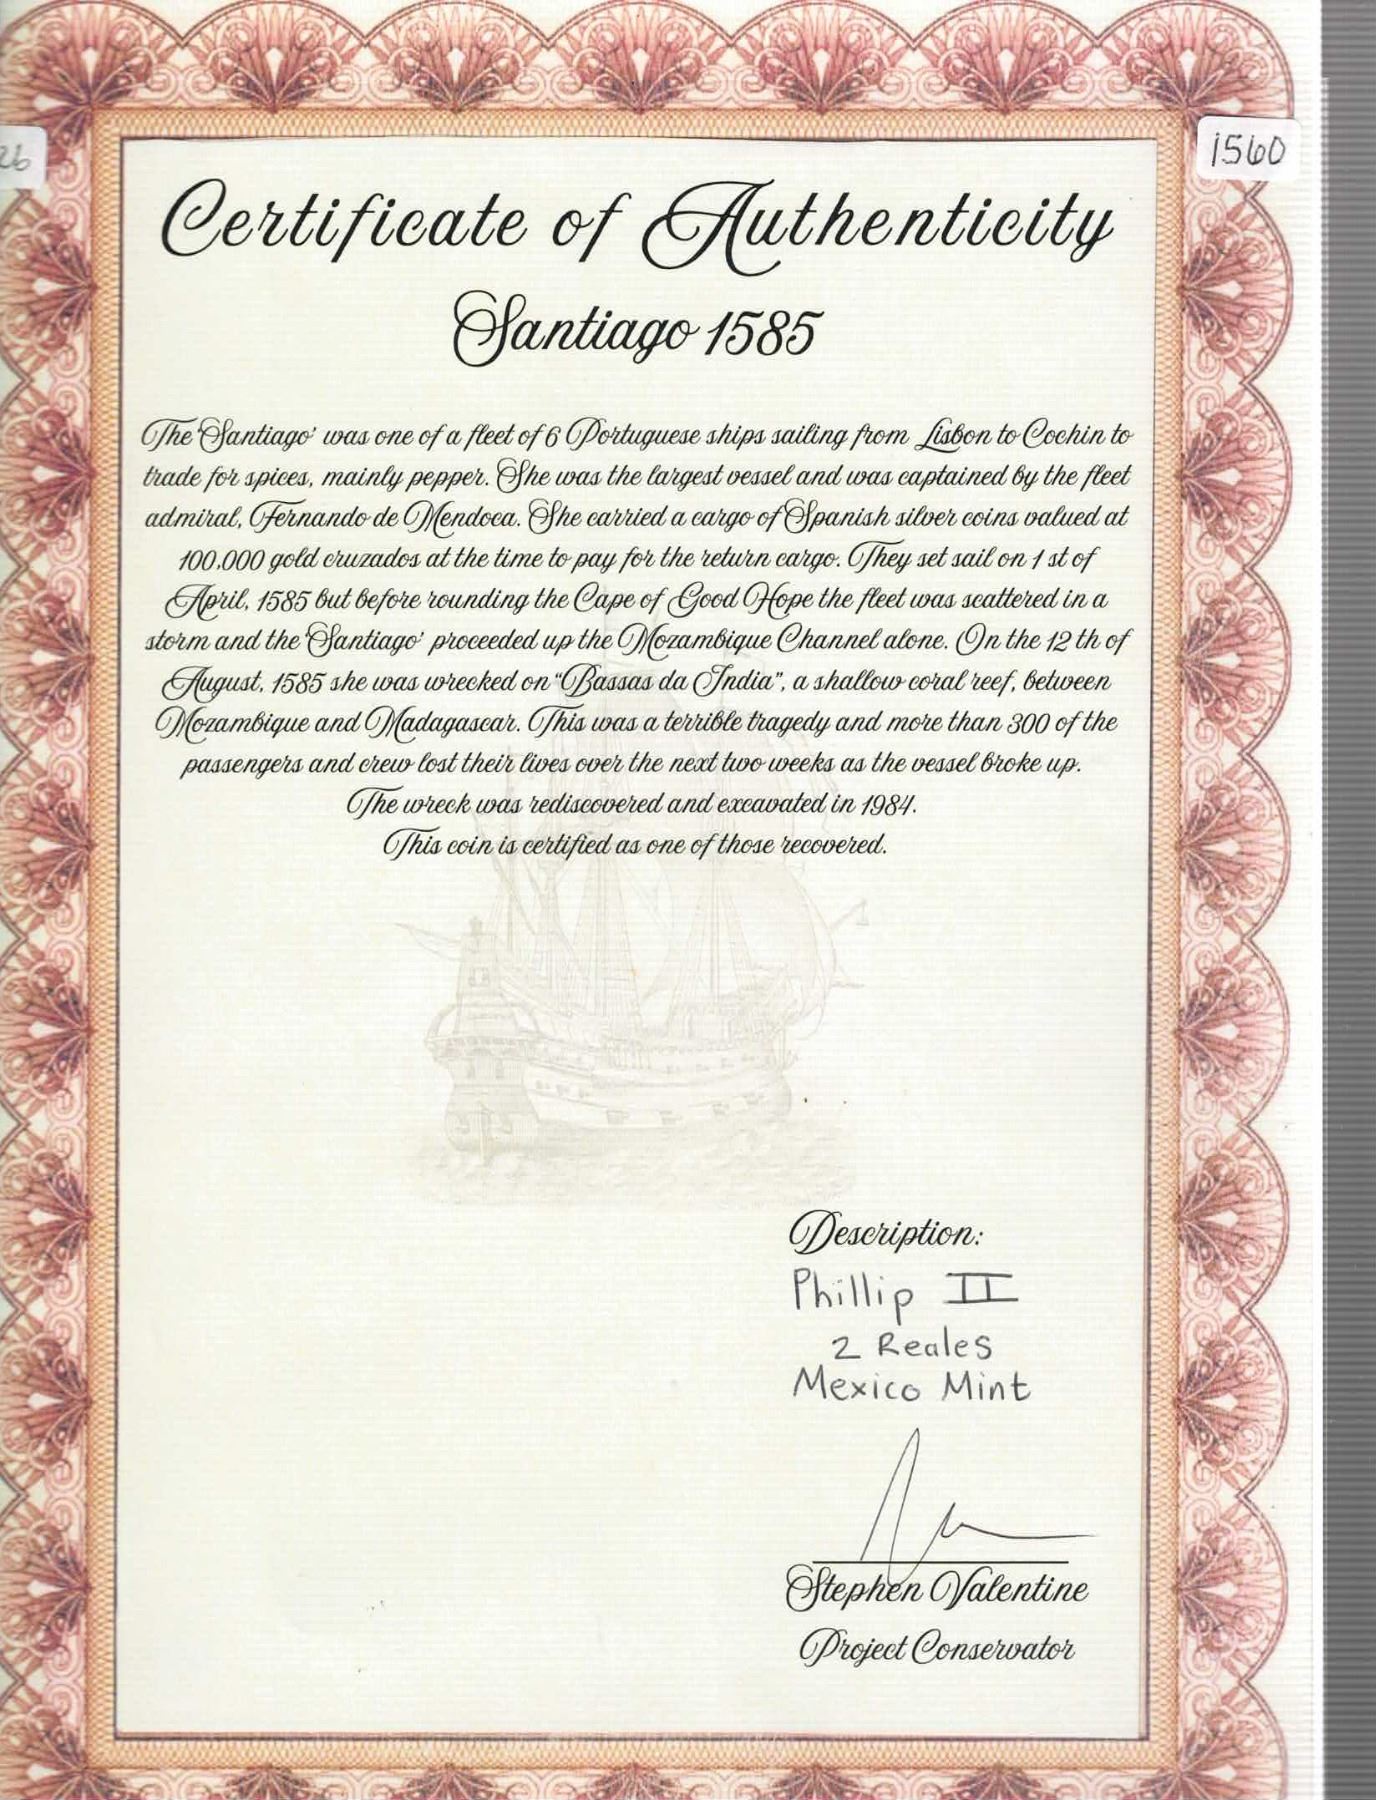 26
1560
Certificate of Authenticity
Santiago 1585
The 'Santiago' was one of a fleet of 6 Portuguese ships sailing from Lisbon to Cochin to
trade for spices, mainly pepper. She was the largest vessel and was captained by the fleet
admiral, Fernando de Mendoca. She carried a cargo of Spanish silver coins valued at
100,000 gold cruzados at the time to pay for the return cargo. They set sail on 1 st of
April, 1585 but before rounding the Cape of Good Hope the fleet was scattered in a
storm and the 'Santiago' proceeded up the Mozambique Channel alone. On the 12 th of
August, 1585 she was wrecked on "Bassas da India", a shallow coral reef, between
Mozambique and Madagascar. This was a terrible tragedy and more than 300 of the
passengers and crew lost their lives over the next two weeks as the vessel broke up.
The wreck was rediscovered and excavated in 1984.
This coin is certified as one of those recovered.
Description:
Phillip II
2 Reales
Mexico Mint
Stephen Valentine
Project Conservator